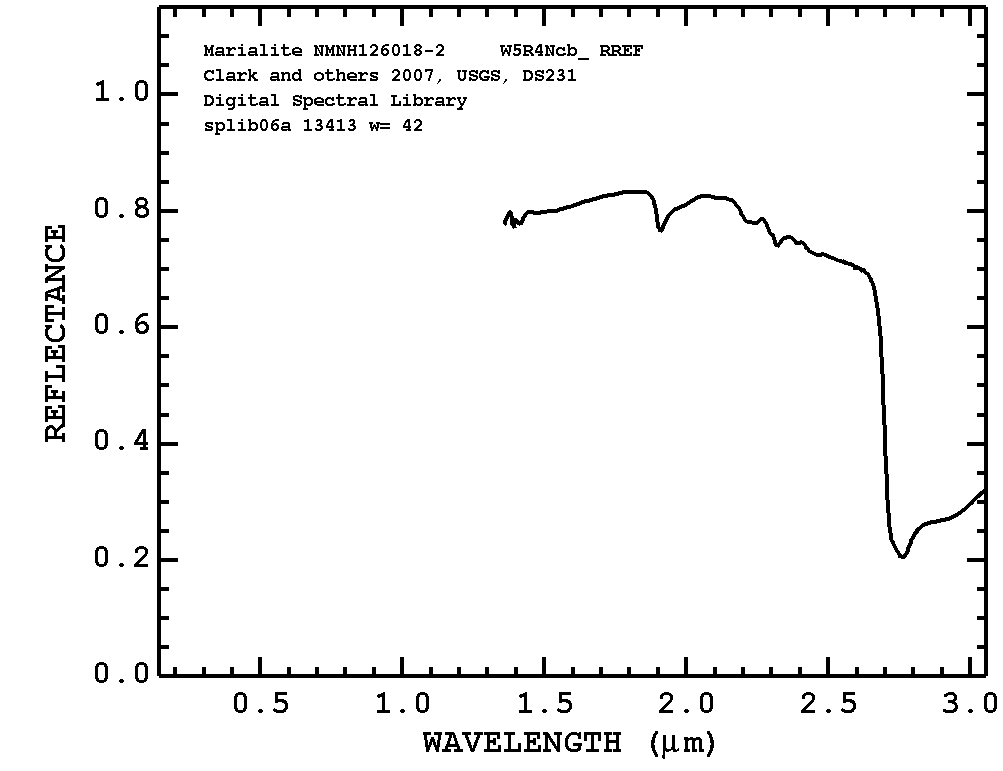 Marialite NMNH126018-2 W5R4Ncb_ RREF
Clark and others 2007, USGS, DS231
Digital Spectral Library
splib06a 13413 w= 42
1.0
0.8
0.6
0.4
0.2
0.0
REFLECTANCE
0.5 1.0 1.5 2.0 2.5 3.0
WAVELENGTH (μm)